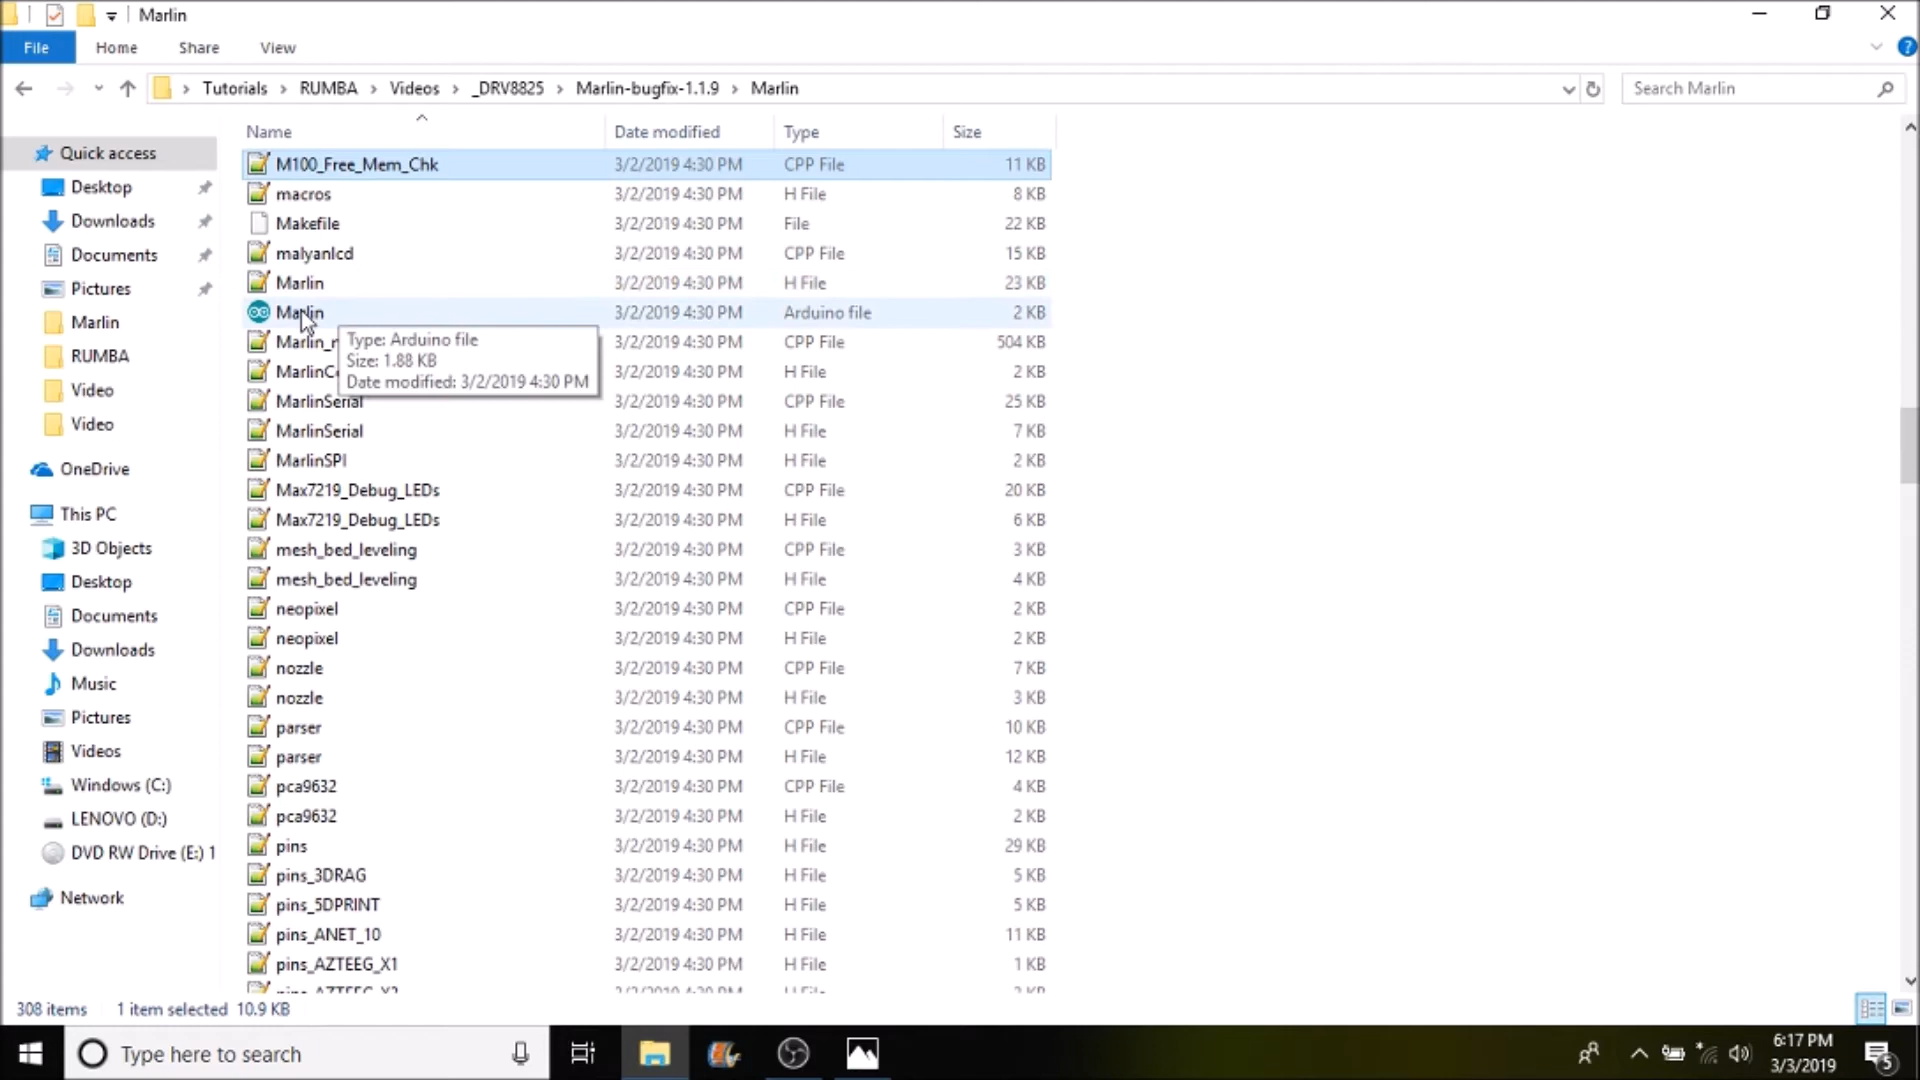 Marlin
File Home Share View
Tutorials RUMBA Videos _DRV8825 Marlin-bugfix-1.1.9 Marlin
Search Marlin
Name Date modified Type Size
Quick access
Desktop
Downloads
Documents
Pictures
Marlin
RUMBA
Video
Video
OneDrive
This PC
3D Objects
Desktop
Documents
Downloads
Music
Pictures
Videos
Windows (C:)
LENOVO (D:)
DVD RW Drive (E:) 1
Network
M100_Free_Mem_Chk 3/2/2019 4:30 PM CPP File 11 KB
macros 3/2/2019 4:30 PM H File 8 KB
Makefile 3/2/2019 4:30 PM File 22 KB
malyanlcd 3/2/2019 4:30 PM CPP File 15 KB
Marlin 3/2/2019 4:30 PM H File 23 KB
Marlin 3/2/2019 4:30 PM Arduino file 2 KB
3/2/2019 4:30 PM CPP File 504 KB
3/2/2019 4:30 PM H File 2 KB
Type: Arduino file
Size: 1.88 KB
Date modified: 3/2/2019 4:30 PM
MarlinSerial 3/2/2019 4:30 PM CPP File 25 KB
MarlinSerial 3/2/2019 4:30 PM H File 7 KB
MarlinSPI 3/2/2019 4:30 PM H File 2 KB
Max7219_Debug_LEDs 3/2/2019 4:30 PM CPP File 20 KB
Max7219_Debug_LEDs 3/2/2019 4:30 PM H File 6 KB
mesh_bed_leveling 3/2/2019 4:30 PM CPP File 3 KB
mesh_bed_leveling 3/2/2019 4:30 PM H File 4 KB
neopixel 3/2/2019 4:30 PM CPP File 2 KB
neopixel 3/2/2019 4:30 PM H File 2 KB
nozzle 3/2/2019 4:30 PM CPP File 7 KB
nozzle 3/2/2019 4:30 PM H File 3 KB
parser 3/2/2019 4:30 PM CPP File 10 KB
parser 3/2/2019 4:30 PM H File 12 KB
pca9632 3/2/2019 4:30 PM CPP File 4 KB
pca9632 3/2/2019 4:30 PM H File 2 KB
pins 3/2/2019 4:30 PM H File 29 KB
pins_3DRAG 3/2/2019 4:30 PM H File 5 KB
pins_5DPRINT 3/2/2019 4:30 PM H File 5 KB
pins_ANET_10 3/2/2019 4:30 PM H File 11 KB
pins_AZTEEG_X1 3/2/2019 4:30 PM H File 1 KB
308 items 1 item selected 10.9 KB
Type here to search
6:17 PM
3/3/2019
5